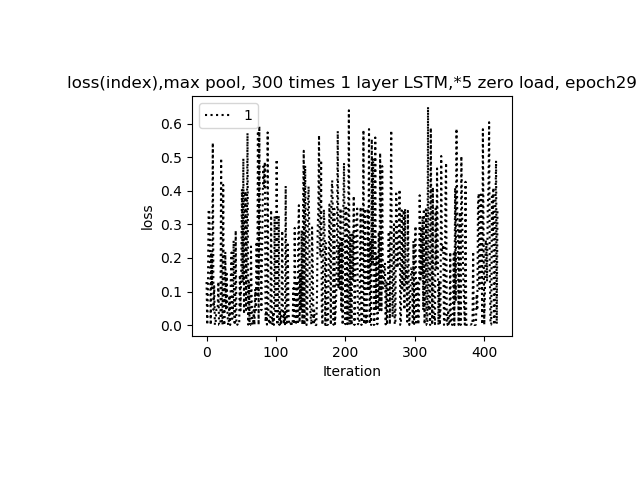 loss(index),max pool, 300 times 1 layer LSTM,*5 zero load, epoch29
1
0.6
0.5
0.4
0.3
0.2
0.1
0.0
loss
0 100 200 300 400
Iteration